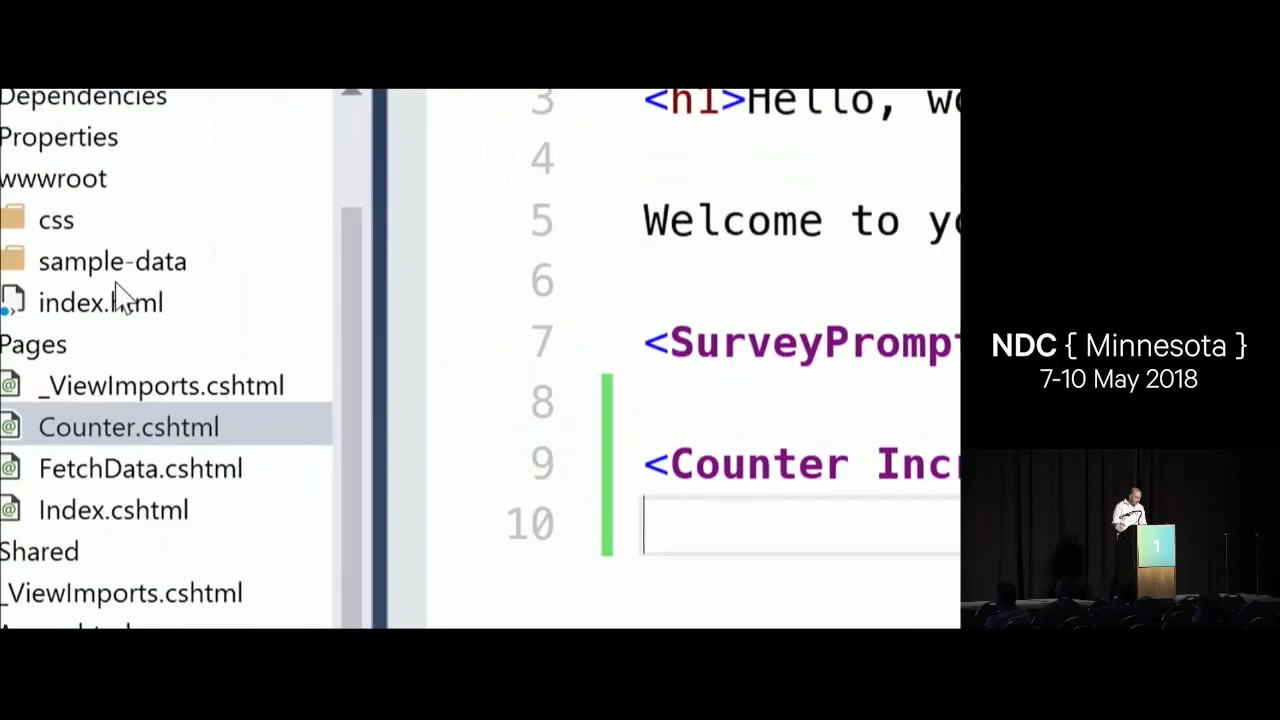 Dependencies
Properties
wwwroot
css
sample-data
index.html
Pages
_ViewImports.cshtml
Counter.cshtml
FetchData.cshtml
Index.cshtml
Shared
_ViewImports.cshtml
3 <h1>Hello, wo
4
5 Welcome to yo
6
7 <SurveyPrompt
8
9 <Counter Incr
10
NDC { Minnesota }
7-10 May 2018
1